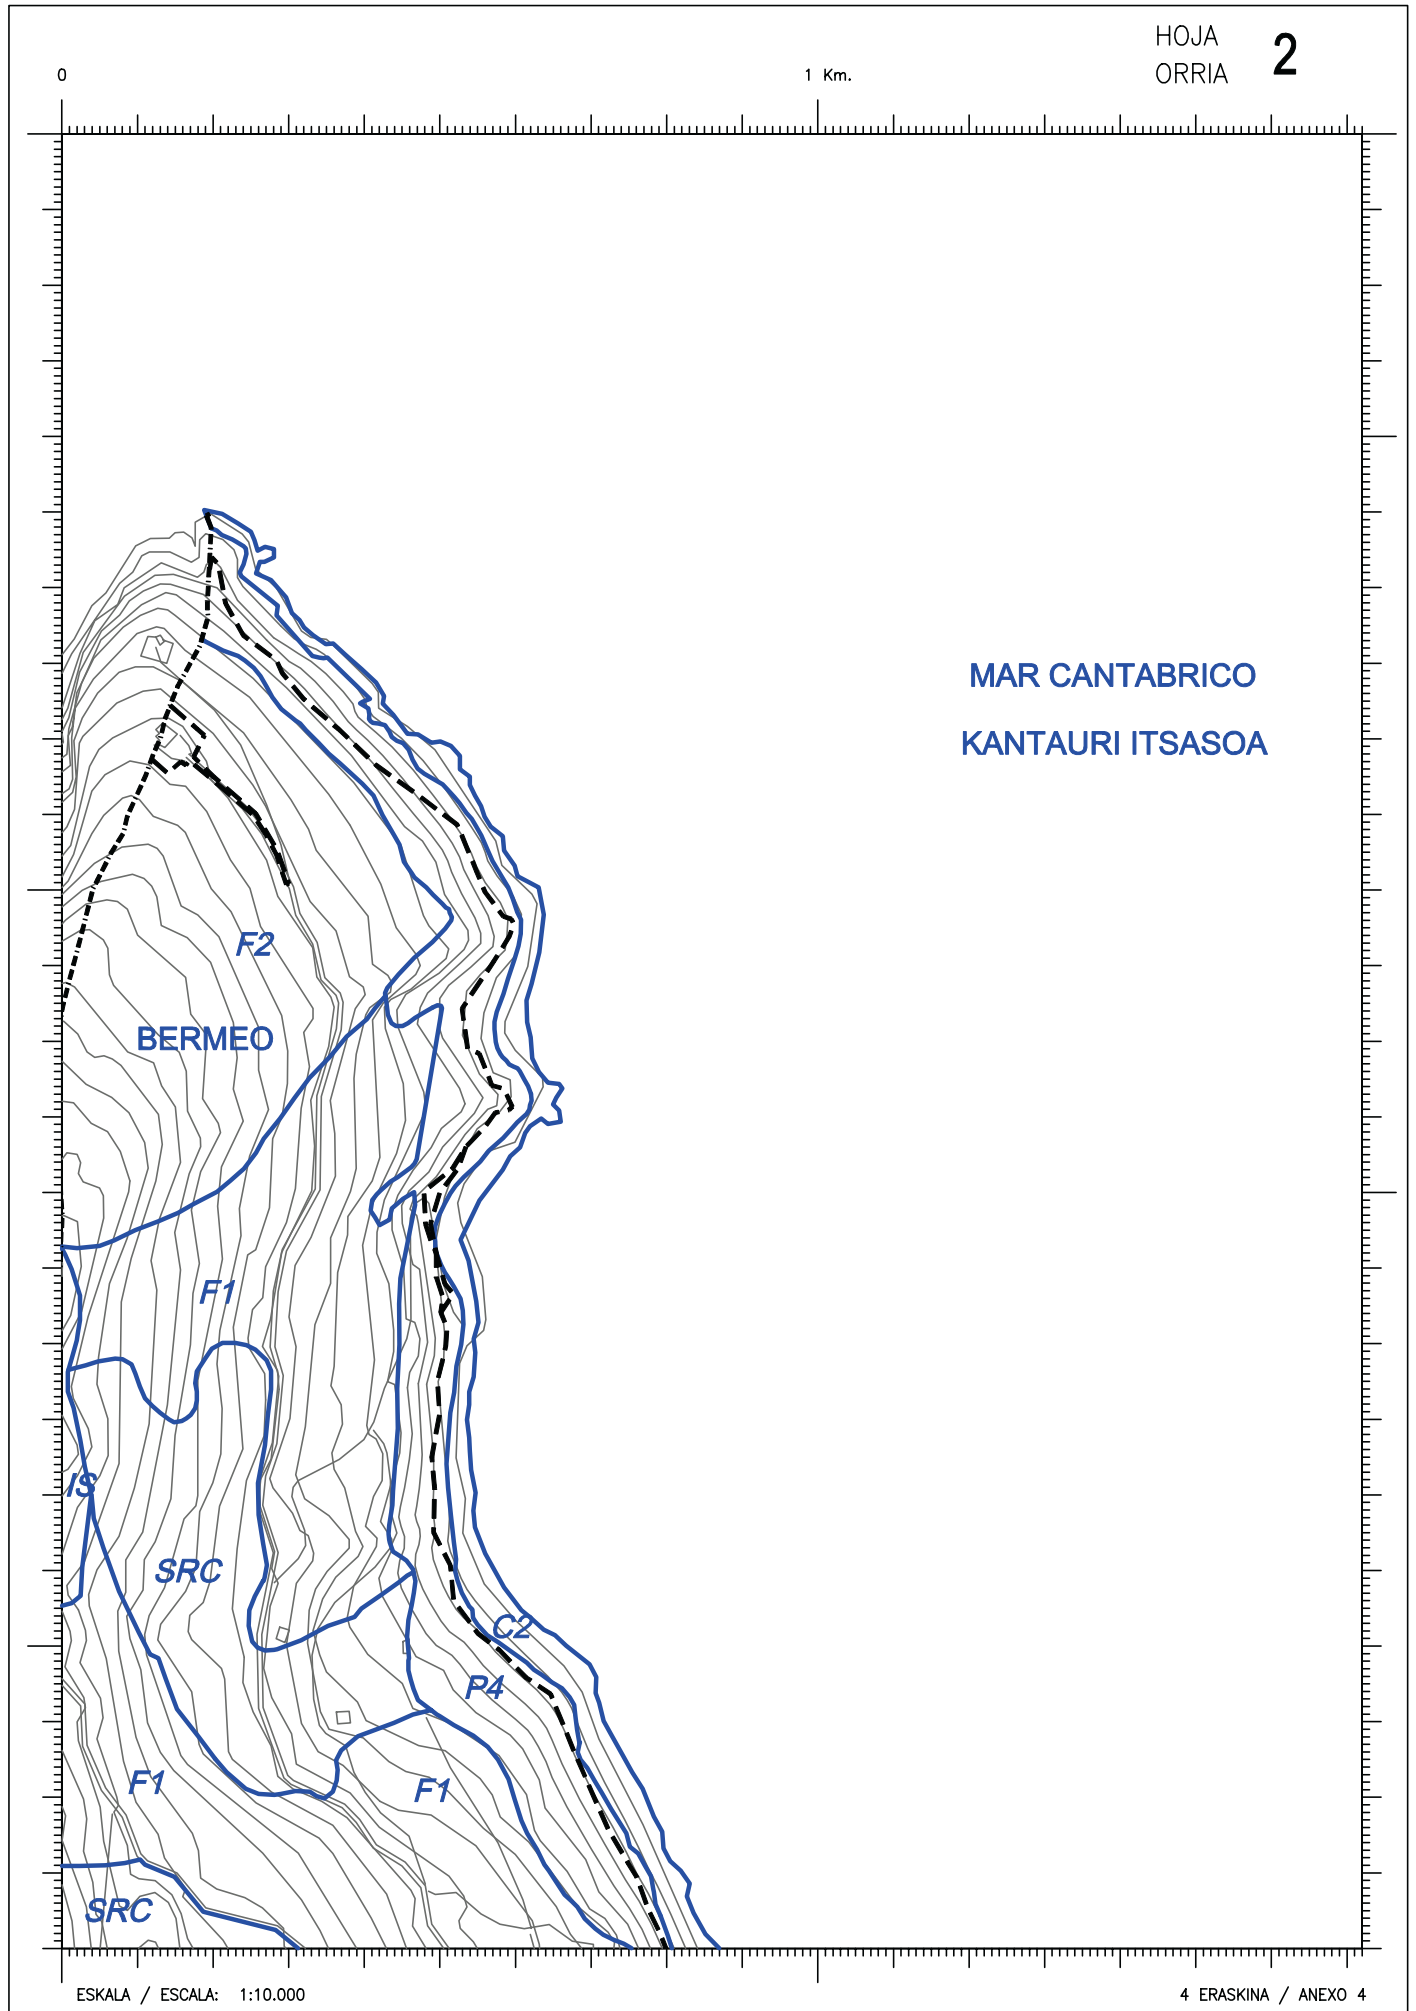 HOJA
ORRIA
2
0
1 Km.
MAR CANTABRICO
KANTAURI ITSASOA
F2
BERMEO
F1
IS
SRC
C2
P4
F1
F1
SRC
ESKALA / ESCALA: 1:10.000
4 ERASKINA / ANEXO 4